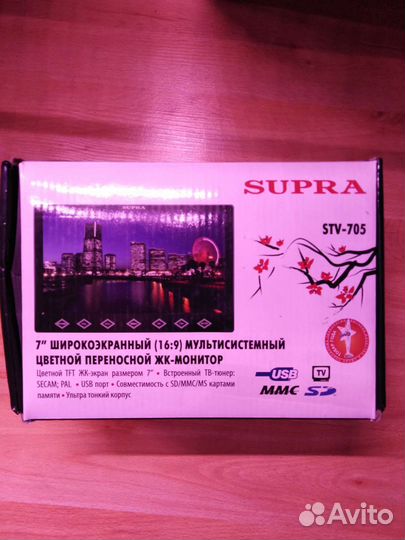 SUPRA
SUPRA
STV-705
7" ШИРОКОЭКРАННЫЙ (16:9) МУЛЬТИСИСТЕМНЫЙ
ЦВЕТНОЙ ПЕРЕНОСНОЙ ЖК-МОНИТОР
Цветной TFT ЖК-экран размером 7" • Встроенный ТВ-тюнер:
SECAM; PAL • USB порт • Совместимость с SD/MMC/MS картами
памяти • Ультра тонкий корпус
USB
TV
MMC
SD
Avito